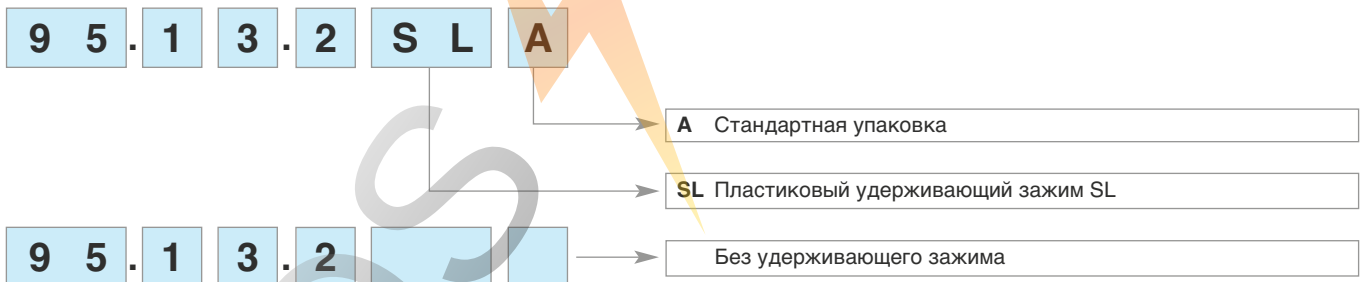 9 5 . 1 3 . 2 S L A
A Стандартная упаковка
SL Пластиковый удерживающий зажим SL
9 5 . 1 3 . 2 Без удерживающего зажима